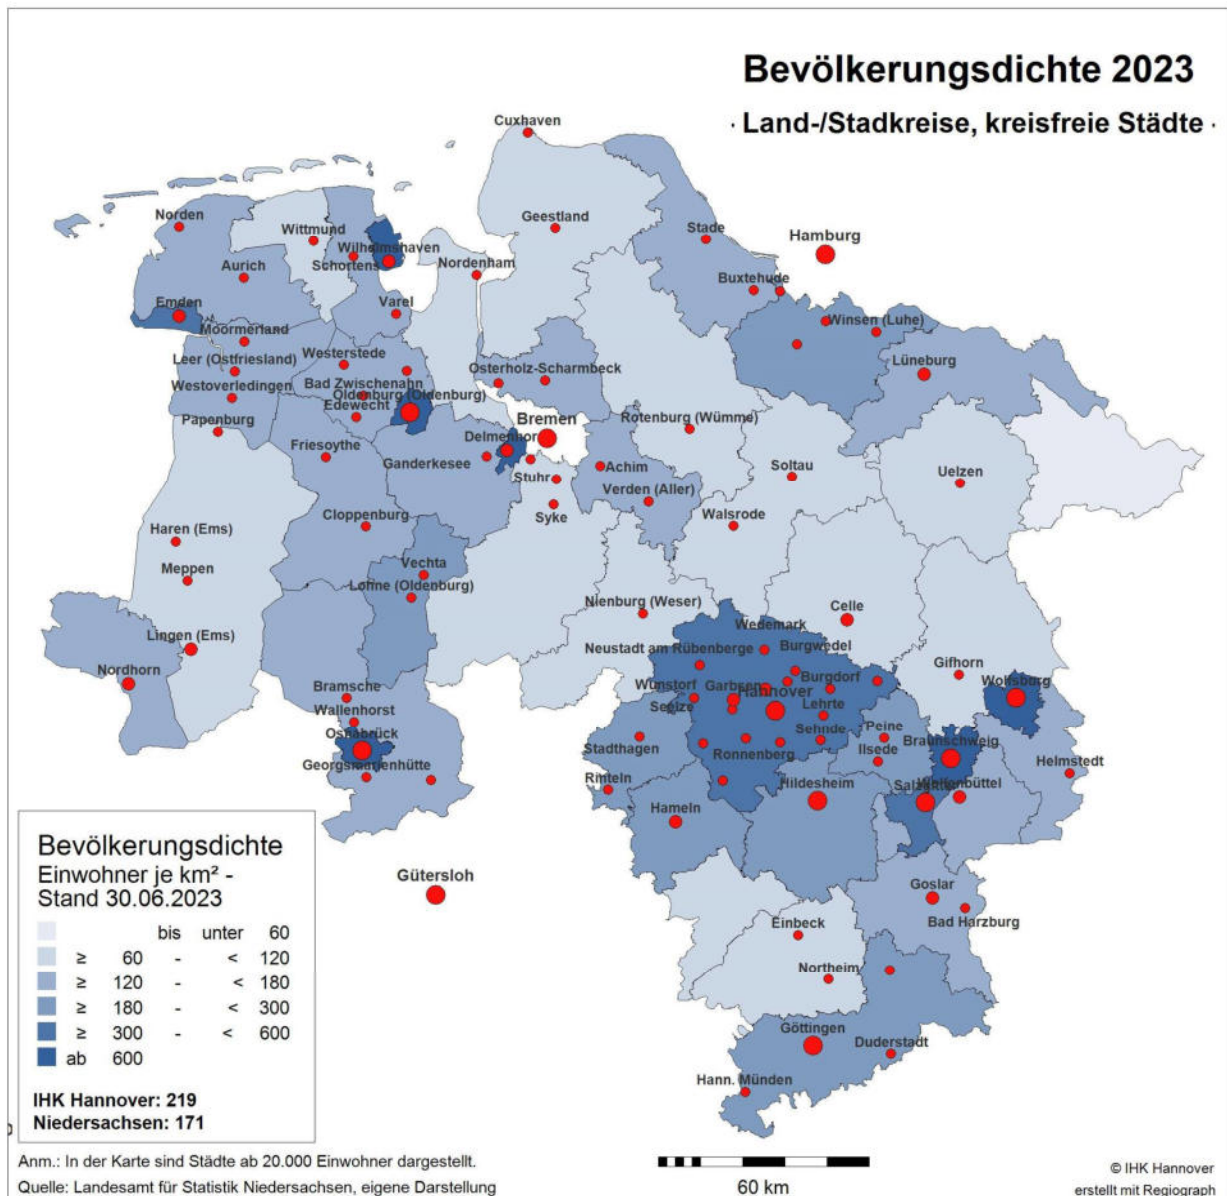 Bevölkerungsdichte 2023
· Land-/Stadkreise, kreisfreie Städte ·
Cuxhaven
Norden
Wittmund
Geestland
Stade
Hamburg
Wilhelmshaven
Schortens
Nordenham
Aurich
Buxtehude
Emden
Varel
Winsen (Luhe)
Moormerland
Leer (Ostfriesland)
Westerstede
Osterholz-Scharmbeck
Lüneburg
Westoverledingen
Bad Zwischenahn
Oldenburg (Oldenburg)
Edewecht
Papenburg
Bremen
Rotenburg (Wümme)
Friesoythe
Delmenhor
Ganderkesee
Achim
Soltau
Uelzen
Stuhr
Verden (Aller)
Cloppenburg
Syke
Walsrode
Haren (Ems)
Vechta
Meppen
Lohne (Oldenburg)
Nienburg (Weser)
Celle
Wedemark
Lingen (Ems)
Neustadt am Rübenberge
Burgwedel
Nordhorn
Gifhorn
Burgdorf
Wolfsburg
Bramsche
Wunstorf
Garbsen
Hannover
Wallenhorst
Seelze
Lehrte
Osnabrück
Stadthagen
Sehnde
Peine
Ronnenberg
Ilsede
Braunschweig
Georgsmarienhütte
Helmstedt
Rinteln
Hildesheim
Salzgitter
Wolfenbüttel
Hameln
Gütersloh
Goslar
Bad Harzburg
Einbeck
Northeim
Göttingen
Duderstadt
Hann. Münden
Bevölkerungsdichte
Einwohner je km² -
Stand 30.06.2023
bis unter 60
≥ 60 - < 120
≥ 120 - < 180
≥ 180 - < 300
≥ 300 - < 600
ab 600
IHK Hannover: 219
Niedersachsen: 171
Anm.: In der Karte sind Städte ab 20.000 Einwohner dargestellt.
Quelle: Landesamt für Statistik Niedersachsen, eigene Darstellung
60 km
© IHK Hannover
erstellt mit Regiograph